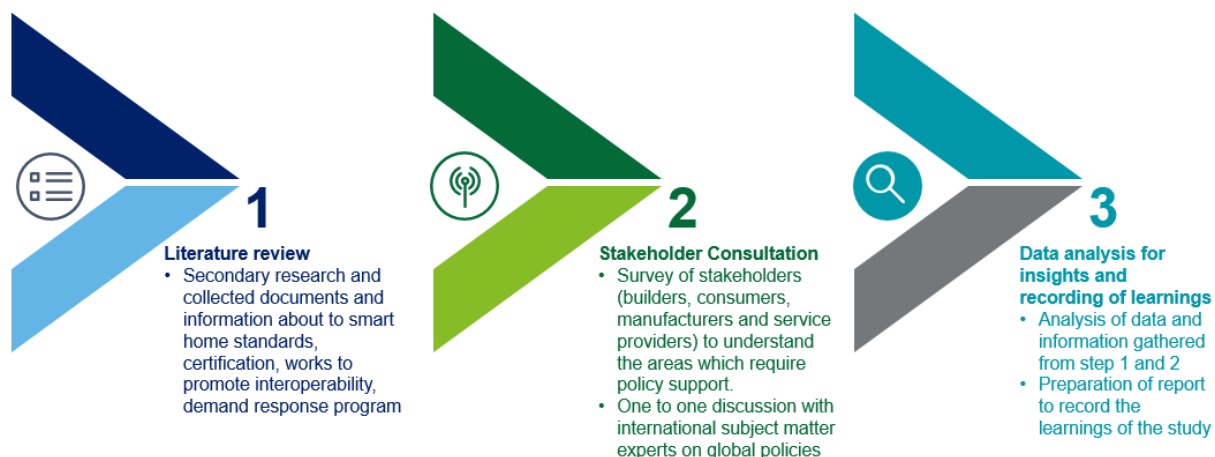 1
Literature review
• Secondary research and
collected documents and
information about to smart
home standards,
certification, works to
promote interoperability,
demand response program
2
Stakeholder Consultation
• Survey of stakeholders
(builders, consumers,
manufacturers and service
providers) to understand
the areas which require
policy support.
• One to one discussion with
international subject matter
experts on global policies
3
Data analysis for
insights and
recording of learnings
• Analysis of data and
information gathered
from step 1 and 2
• Preparation of report
to record the
learnings of the study